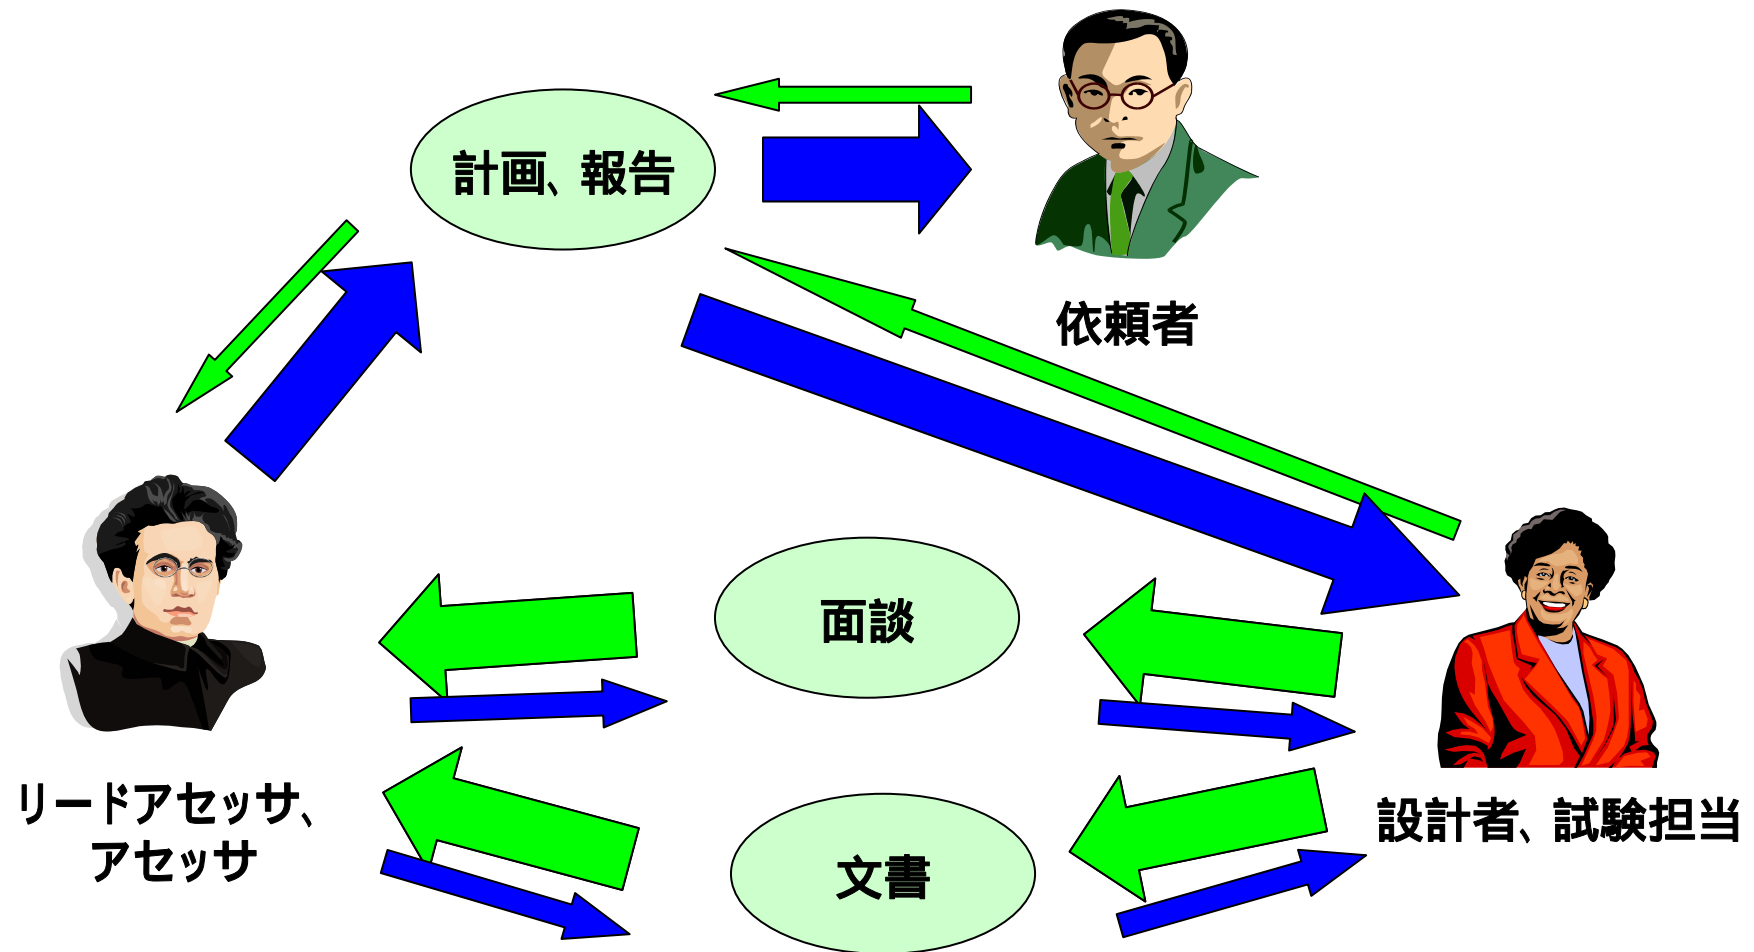 計画、報告
依頼者
面談
リードアセッサ、
アセッサ
設計者、試験担当
文書